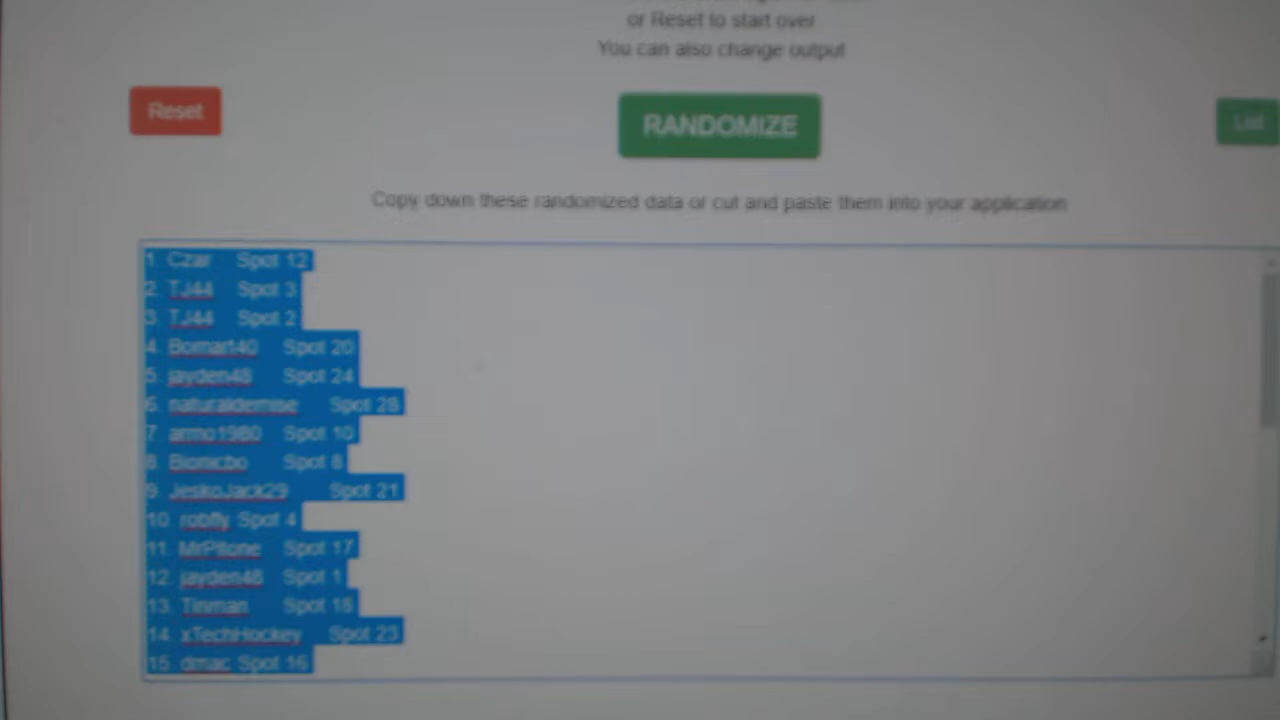 or Reset to start over
You can also change output
Reset
RANDOMIZE
List
Copy down these randomized data or cut and paste them into your application
1. Czar Spot 12
2. TJ44 Spot 3
3. TJ44 Spot 2
4. Bomart40 Spot 20
5. jayden48 Spot 24
6. naturaldemise Spot 28
7. armo1980 Spot 10
8. Bionicbo Spot
9. JeskoJack29 Spot 21
10. robfly Spot 4
11. MrPitone Spot 17
12. jayden48 Spot 1
13. Tinman Spot
14. xTechHockey Spot 23
15. dmac Spot 16